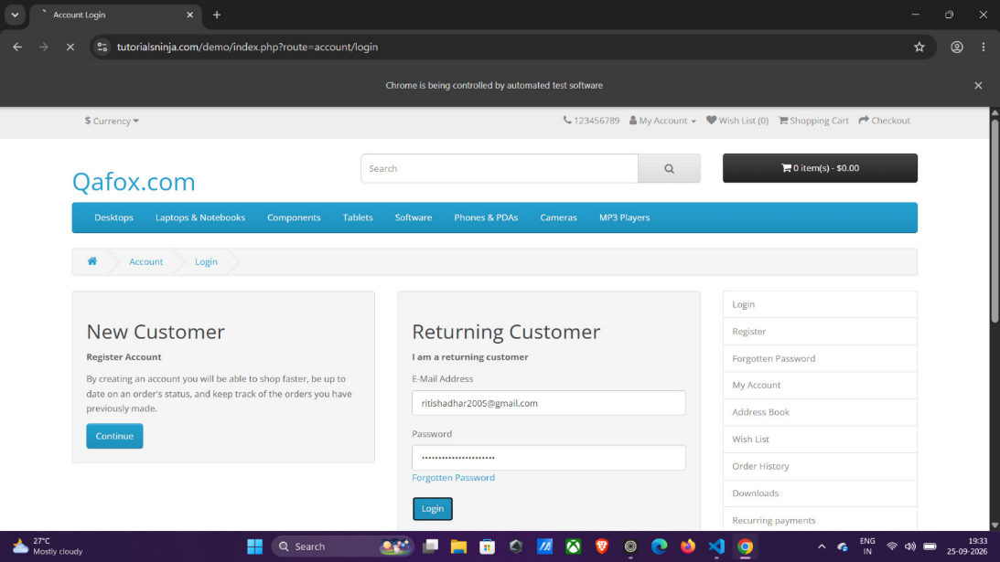 Account Login
tutorialsninja.com/demo/index.php?route=account/login
Chrome is being controlled by automated test software
$ Currency
123456789 My Account Wish List (0) Shopping Cart Checkout
Qafox.com
Search
0 item(s) - $0.00
Desktops Laptops & Notebooks Components Tablets Software Phones & PDAs Cameras MP3 Players
Account Login
New Customer
Register Account
By creating an account you will be able to shop faster, be up to
date on an order's status, and keep track of the orders you have
previously made.
Continue
Returning Customer
I am a returning customer
E-Mail Address
ritishadhar2005@gmail.com
Password
••••••••••••••••••••••
Forgotten Password
Login
Login
Register
Forgotten Password
My Account
Address Book
Wish List
Order History
Downloads
Recurring payments
27°C
Mostly cloudy
Search
ENG
IN
19:33
25-09-2026